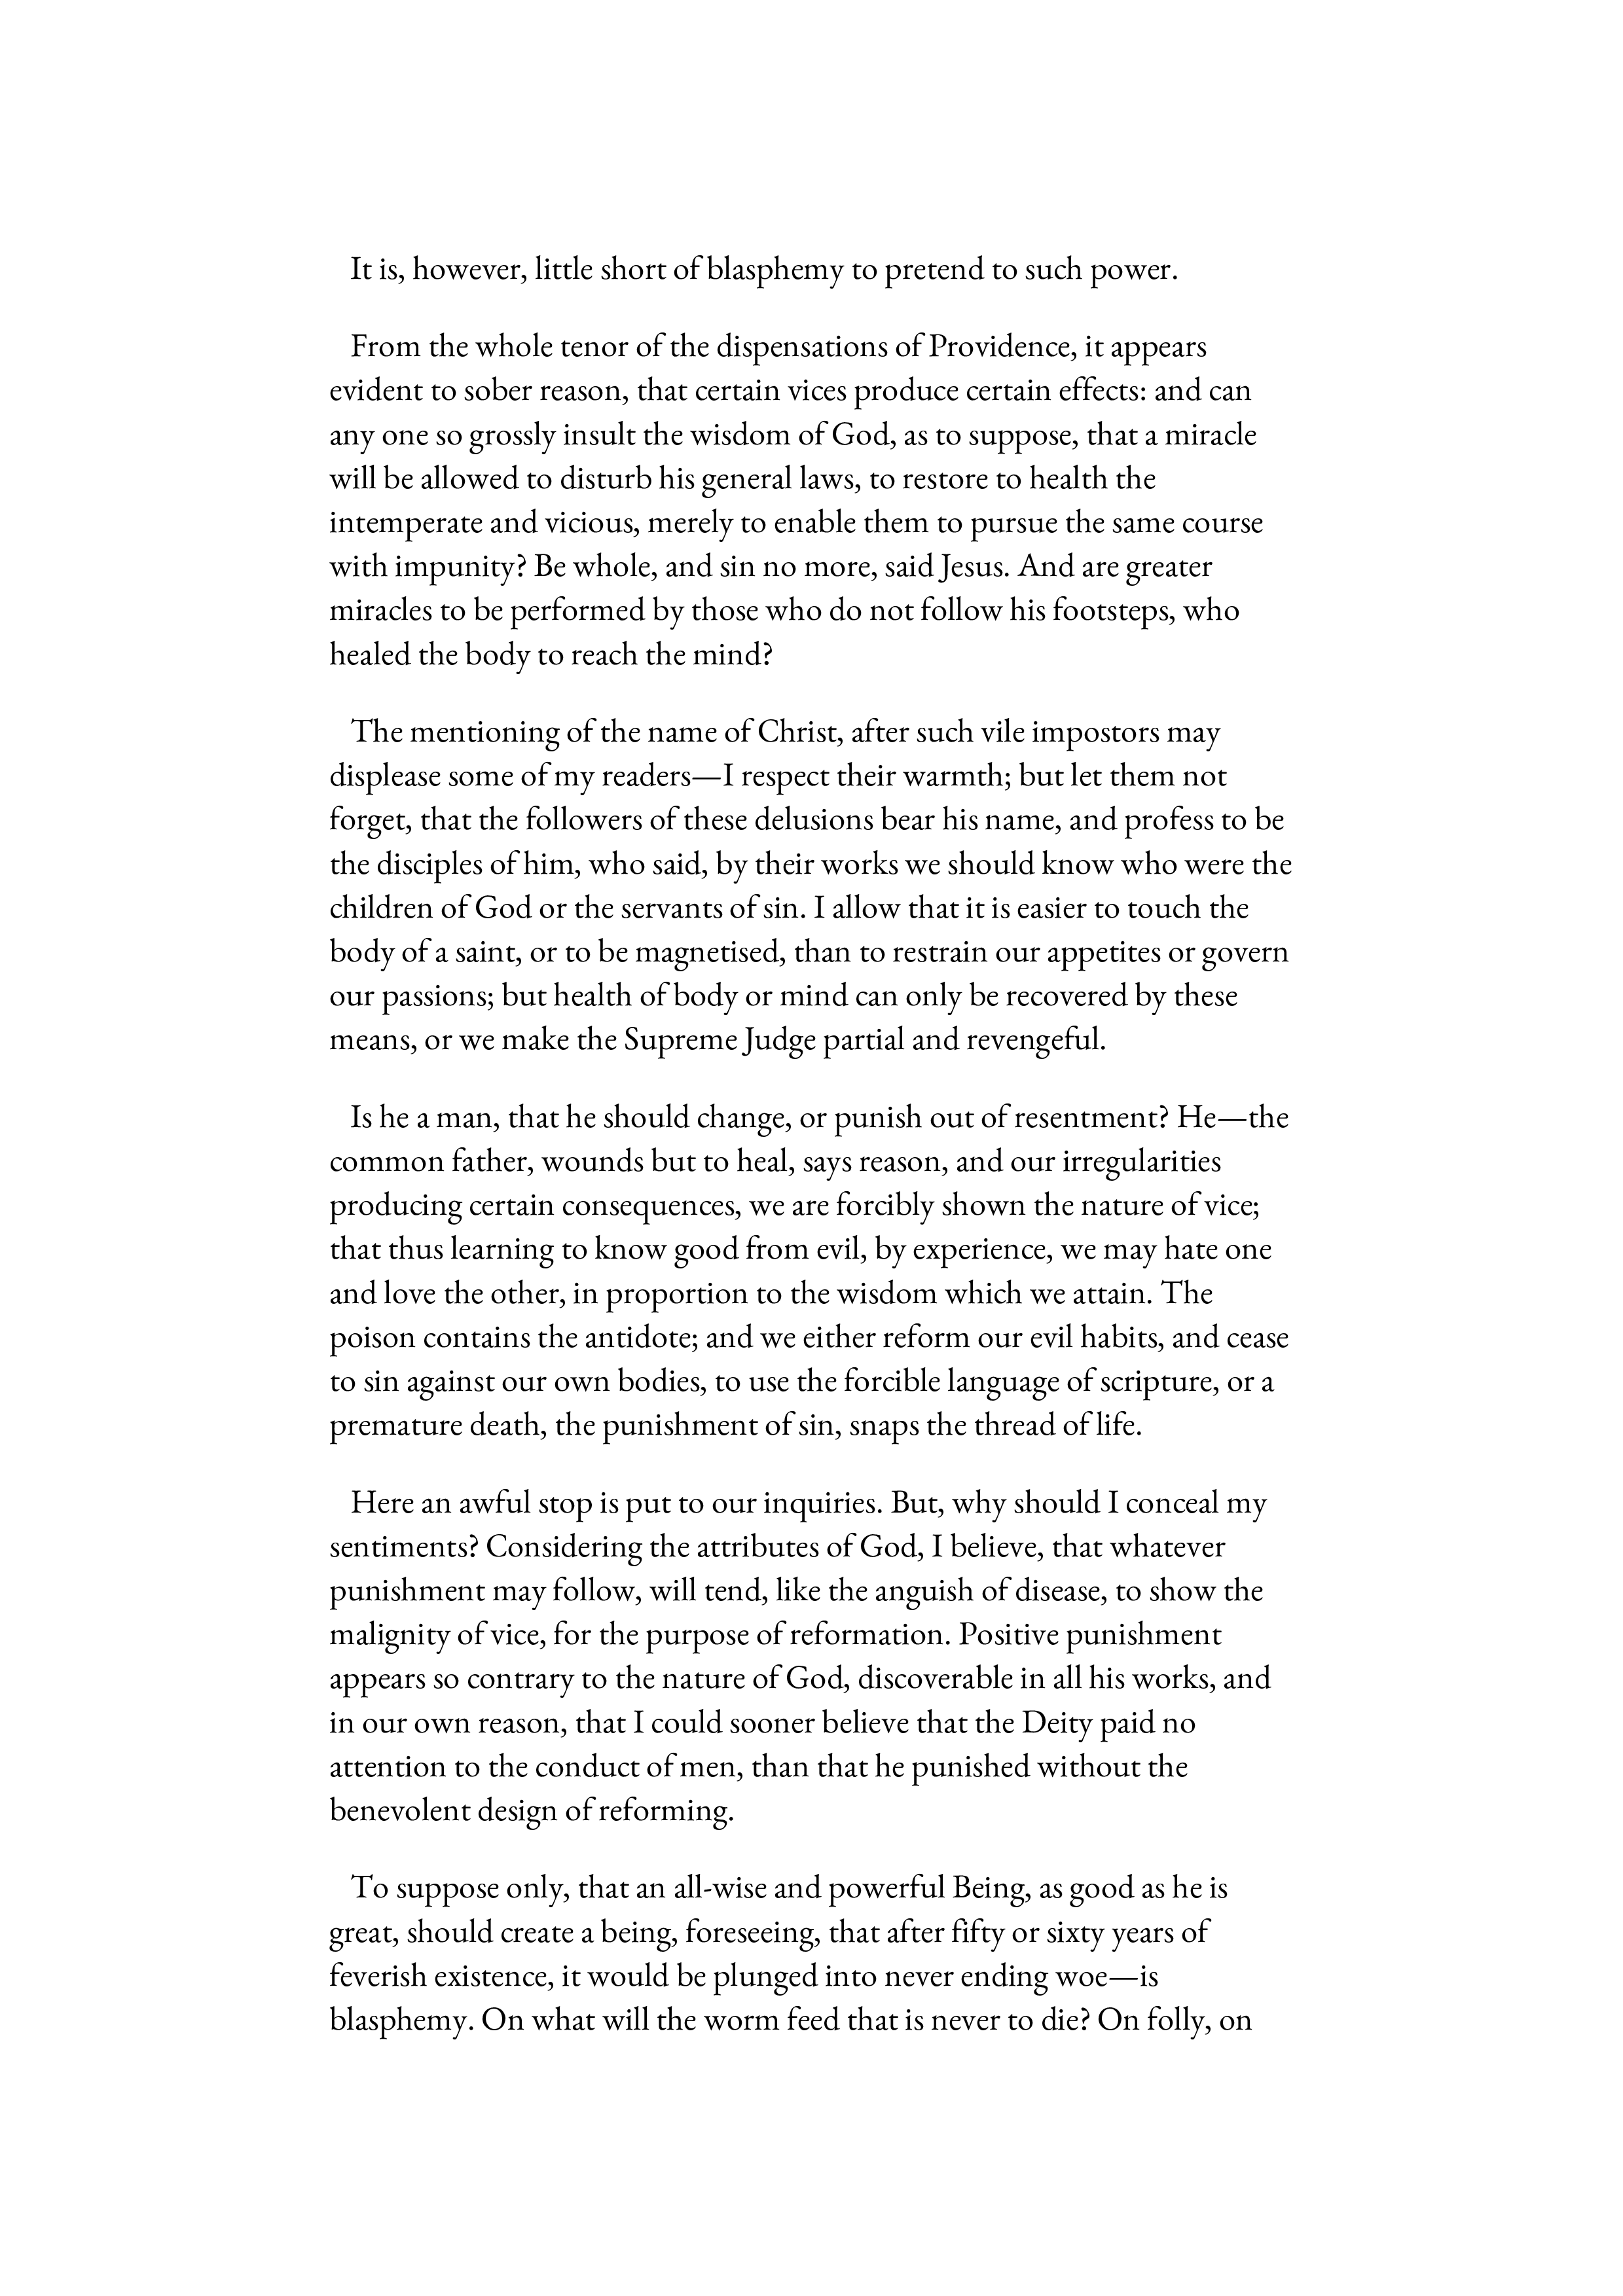 It is, however, little short of blasphemy to pretend to such power.
From the whole tenor of the dispensations of Providence, it appears
evident to sober reason, that certain vices produce certain effects: and can
any one so grossly insult the wisdom of God, as to suppose, that a miracle
will be allowed to disturb his general laws, to restore to health the
intemperate and vicious, merely to enable them to pursue the same course
with impunity? Be whole, and sin no more, said Jesus. And are greater
miracles to be performed by those who do not follow his footsteps, who
healed the body to reach the mind?
The mentioning of the name of Christ, after such vile impostors may
displease some of my readers—I respect their warmth; but let them not
forget, that the followers of these delusions bear his name, and profess to be
the disciples of him, who said, by their works we should know who were the
children of God or the servants of sin. I allow that it is easier to touch the
body of a saint, or to be magnetised, than to restrain our appetites or govern
our passions; but health of body or mind can only be recovered by these
means, or we make the Supreme Judge partial and revengeful.
Is he a man, that he should change, or punish out of resentment? He—the
common father, wounds but to heal, says reason, and our irregularities
producing certain consequences, we are forcibly shown the nature of vice;
that thus learning to know good from evil, by experience, we may hate one
and love the other, in proportion to the wisdom which we attain. The
poison contains the antidote; and we either reform our evil habits, and cease
to sin against our own bodies, to use the forcible language of scripture, or a
premature death, the punishment of sin, snaps the thread of life.
Here an awful stop is put to our inquiries. But, why should I conceal my
sentiments? Considering the attributes of God, I believe, that whatever
punishment may follow, will tend, like the anguish of disease, to show the
malignity of vice, for the purpose of reformation. Positive punishment
appears so contrary to the nature of God, discoverable in all his works, and
in our own reason, that I could sooner believe that the Deity paid no
attention to the conduct of men, than that he punished without the
benevolent design of reforming.
To suppose only, that an all-wise and powerful Being, as good as he is
great, should create a being, foreseeing, that after fifty or sixty years of
feverish existence, it would be plunged into never ending woe—is
blasphemy. On what will the worm feed that is never to die? On folly, on